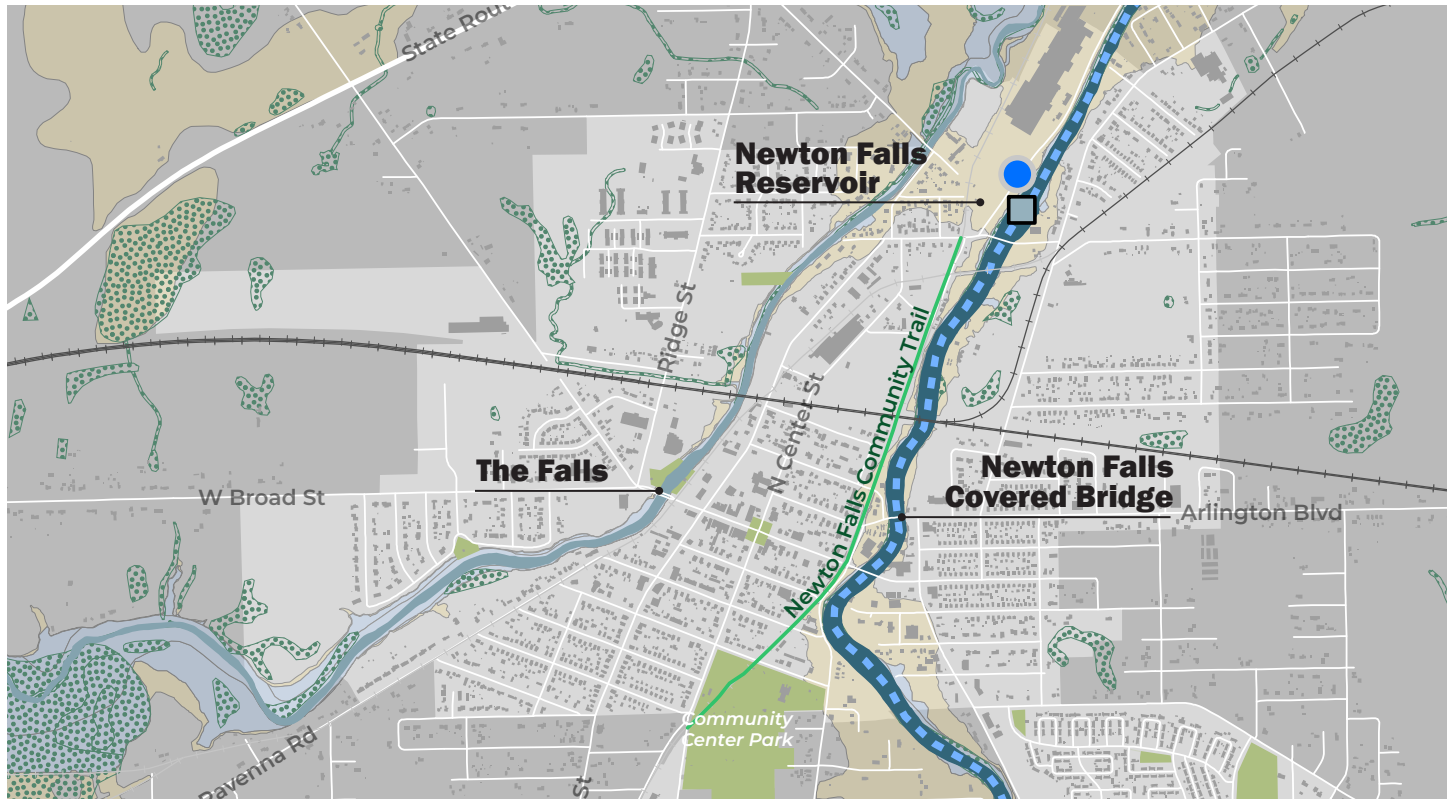 State Rout
Newton Falls
Reservoir
Ridge St
Newton Falls Community Trail
N Center St
The Falls
W Broad St
Newton Falls
Covered Bridge
Arlington Blvd
Community
Center Park
Ravenna Rd
St